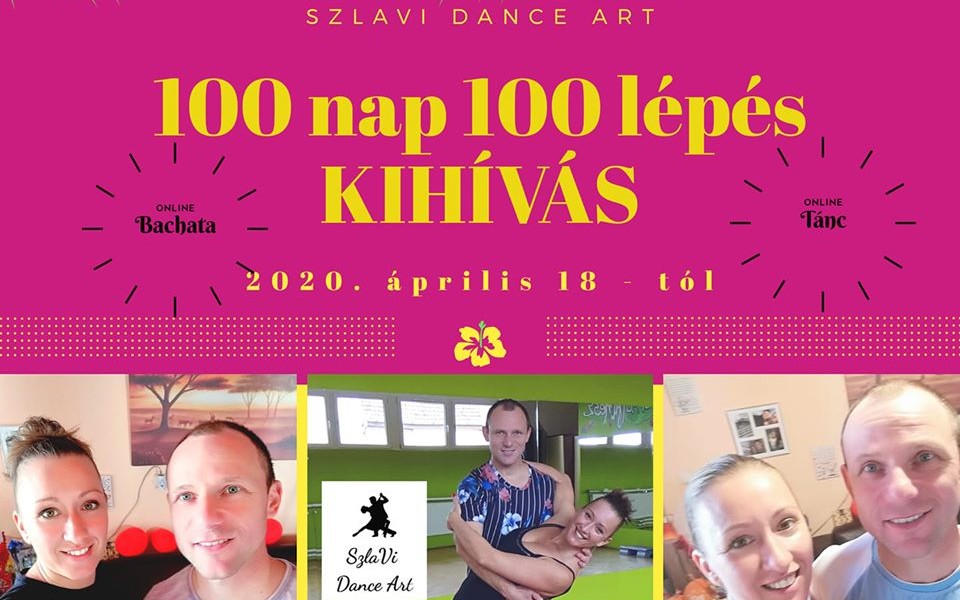 SZLAVI DANCE ART
100 nap 100 lépés
KIHÍVÁS
ONLINE
Bachata
ONLINE
Tánc
2020. április 18 - tól
SzlaVi
Dance Art